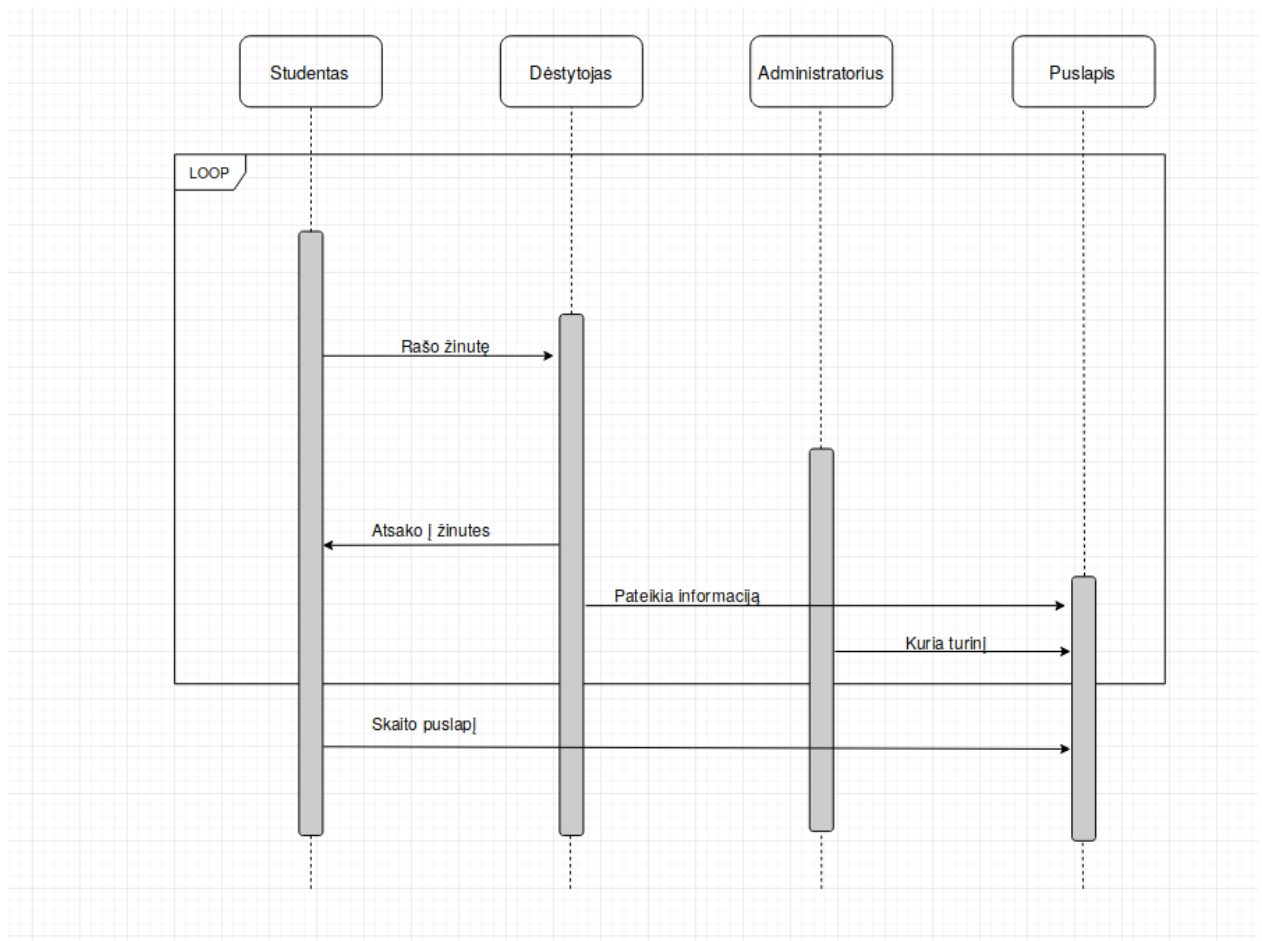 Studentas
Dėstytojas
Administratorius
Puslapis
LOOP
Rašo žinutę
Atsako į žinutes
Pateikia informaciją
Kuria turinį
Skaito puslapį